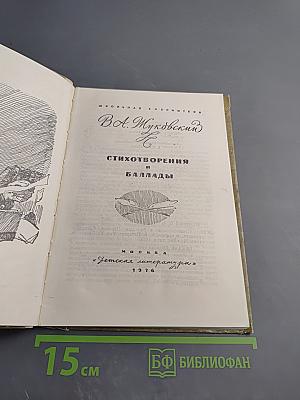 ШКОЛЬНАЯ БИБЛИОТЕКА
В.А. Жуковский
СТИХОТВОРЕНИЯ
И
БАЛЛАДЫ
МОСКВА
«Детская литература»
1976
15 см
БФ БИБЛИОФАН